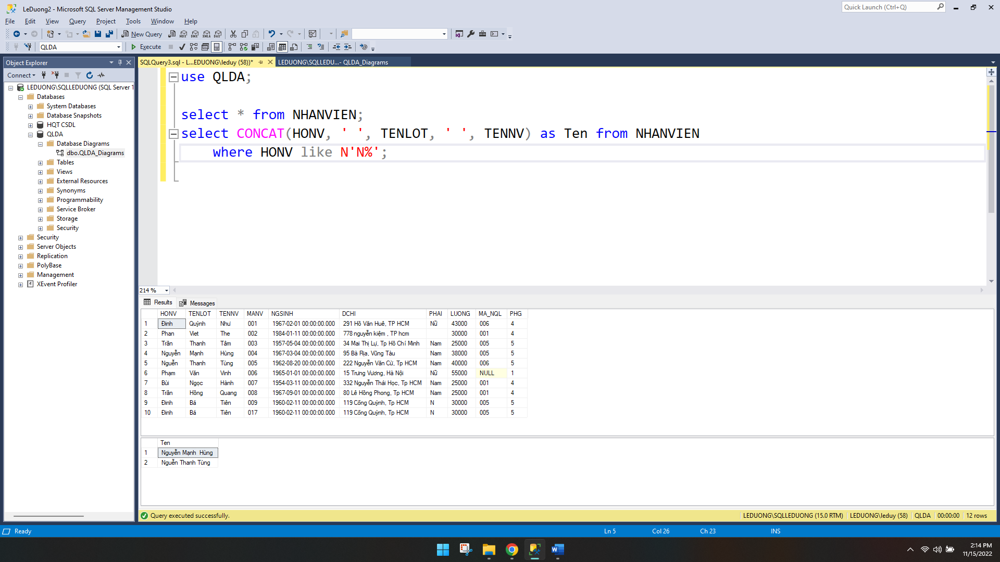 LeDuong2 - Microsoft SQL Server Management Studio
Quick Launch (Ctrl+Q)
File Edit View Query Project Tools Window Help
New Query
QLDA Execute
Object Explorer
Connect
LEDUONG\SQLLEDUONG (SQL Server 1
Databases
System Databases
Database Snapshots
HQT CSDL
QLDA
Database Diagrams
dbo.QLDA_Diagrams
Tables
Views
External Resources
Synonyms
Programmability
Service Broker
Storage
Security
Security
Server Objects
Replication
PolyBase
Management
XEvent Profiler
SQLQuery3.sql - L...EDUONG\leduy (58))* LEDUONG\SQLLEDU...- QLDA_Diagrams
use QLDA;
select * from NHANVIEN;
select CONCAT(HONV, ' ', TENLOT, ' ', TENNV) as Ten from NHANVIEN
where HONV like N'N%';
214 %
Results Messages
HONV TENLOT TENNV MANV NGSINH DCHI PHAI LUONG MA_NQL PHG
1 Đinh Quỳnh Như 001 1967-02-01 00:00:00.000 291 Hồ Văn Huê, TP HCM Nữ 43000 006 4
2 Phan Viet The 002 1984-01-11 00:00:00.000 778 nguyễn kiệm , TP hcm 30000 001 4
3 Trần Thanh Tâm 003 1957-05-04 00:00:00.000 34 Mai Thị Lự, Tp Hồ Chí Minh Nam 25000 005 5
4 Nguyễn Mạnh Hùng 004 1967-03-04 00:00:00.000 95 Bà Rịa, Vũng Tàu Nam 38000 005 5
5 Nguễn Thanh Tùng 005 1962-08-20 00:00:00.000 222 Nguyễn Văn Cừ, Tp HCM Nam 40000 006 5
6 Phạm Văn Vinh 006 1965-01-01 00:00:00.000 15 Trưng Vương, Hà Nội Nữ 55000 NULL 1
7 Bùi Ngọc Hành 007 1954-03-11 00:00:00.000 332 Nguyễn Thái Học, Tp HCM Nam 25000 001 4
8 Trần Hồng Quang 008 1967-09-01 00:00:00.000 80 Lê Hồng Phong, Tp HCM Nam 25000 001 4
9 Đinh Bá Tiên 009 1960-02-11 00:00:00.000 119 Cống Quỳnh, Tp HCM N 30000 005 5
10 Đinh Bá Tiên 017 1960-02-11 00:00:00.000 119 Cống Quỳnh, Tp HCM N 30000 005 5
Ten
1 Nguyễn Mạnh  Hùng
2 Nguễn Thanh Tùng
Query executed successfully. LEDUONG\SQLLEDUONG (15.0 RTM) LEDUONG\leduy (58) QLDA 00:00:00 12 rows
Ready Ln 5 Col 26 Ch 23 INS
2:14 PM
11/15/2022